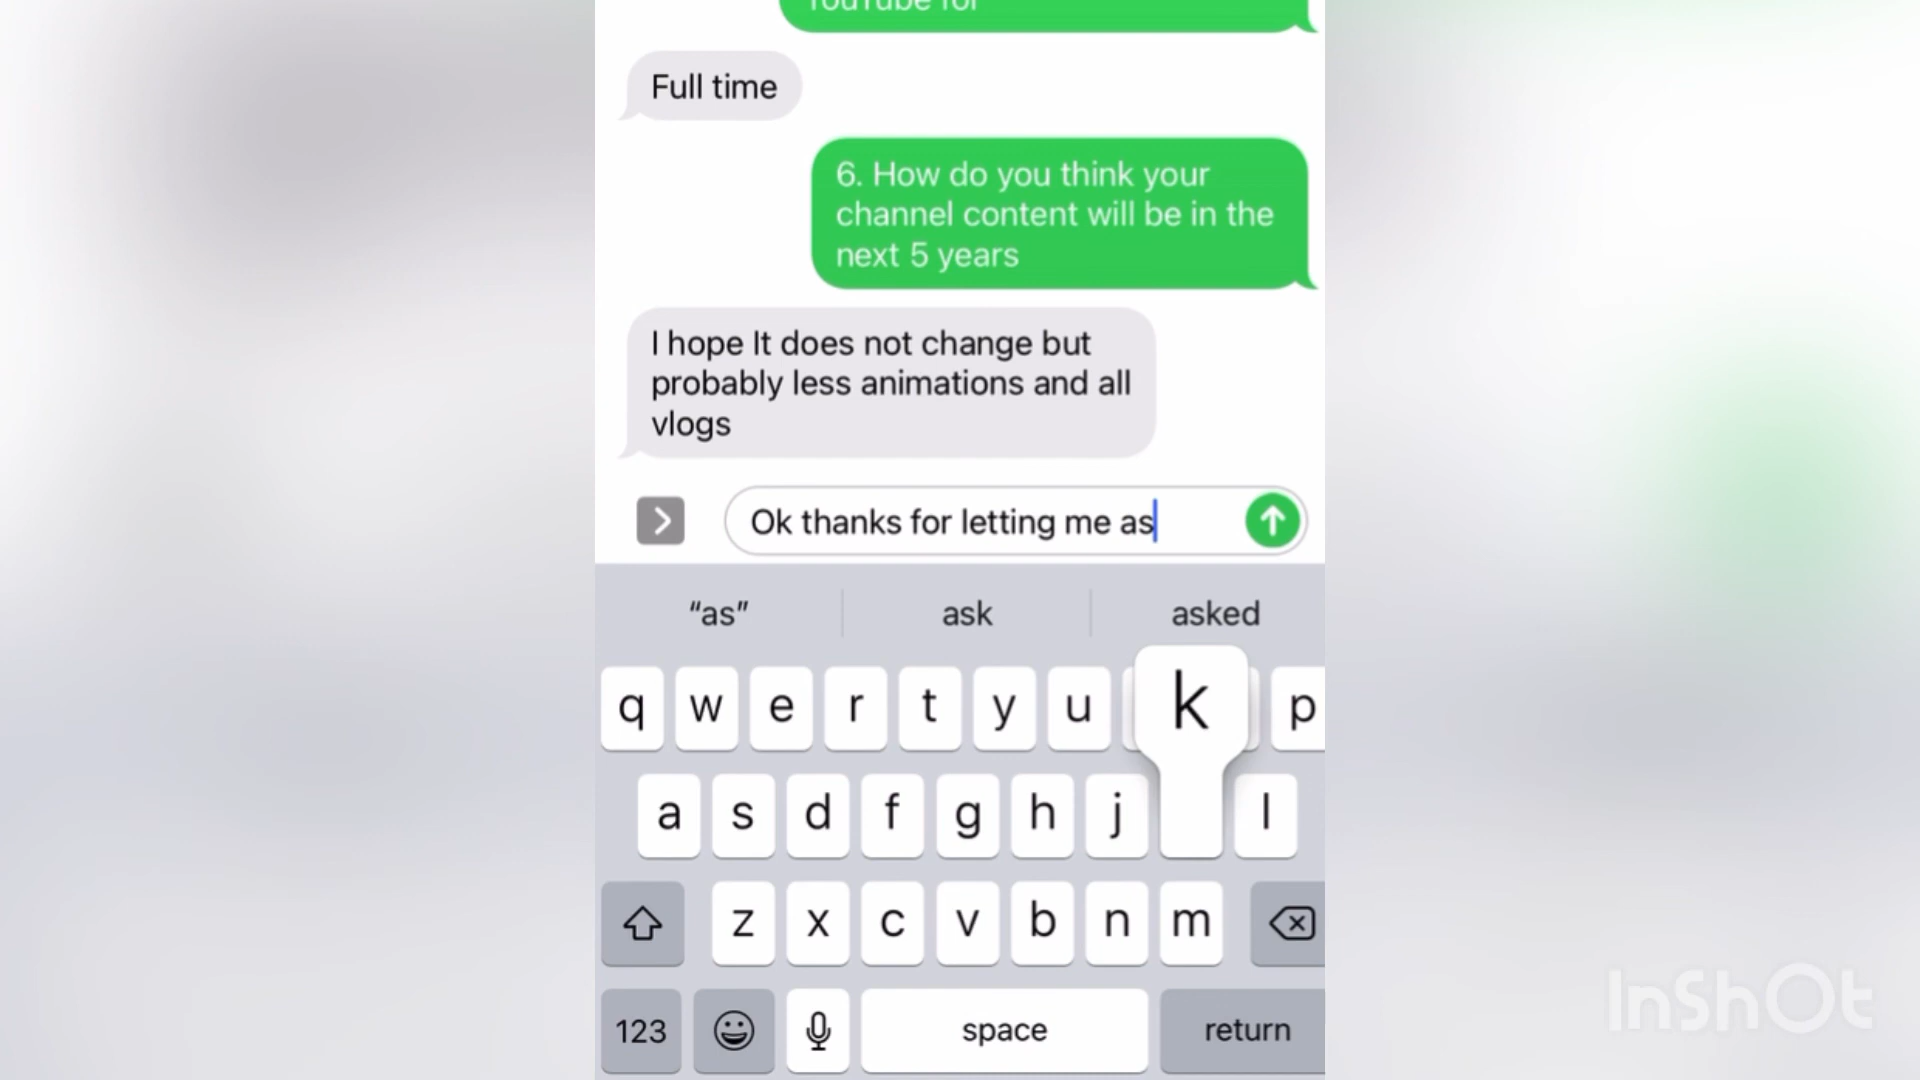 YouTube for
Full time
6. How do you think your
channel content will be in the
next 5 years
I hope It does not change but
probably less animations and all
vlogs
Ok thanks for letting me as
“as” ask asked
q w e r t y u k p
a s d f g h j l
z x c v b n m
123 space return
InShOt